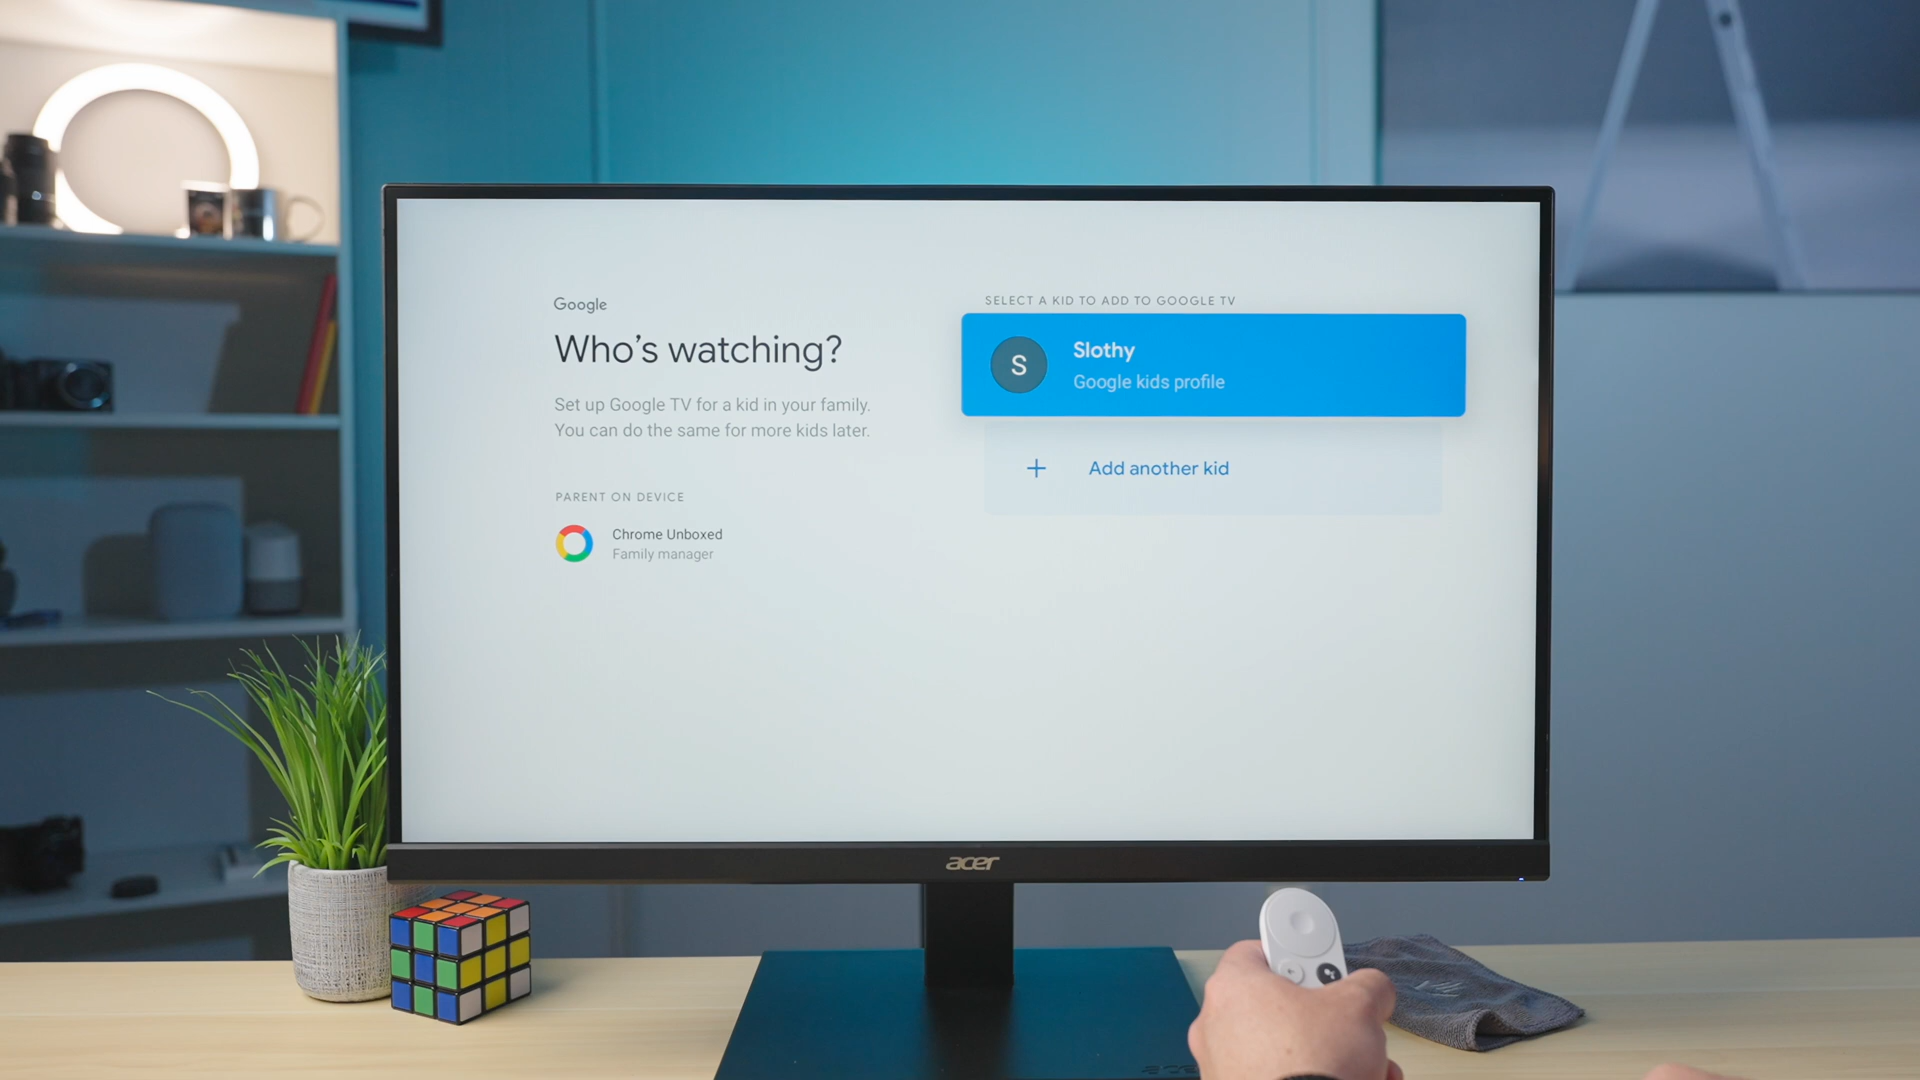 Google
Who's watching?
Set up Google TV for a kid in your family.
You can do the same for more kids later.
PARENT ON DEVICE
Chrome Unboxed
Family manager
SELECT A KID TO ADD TO GOOGLE TV
S
Slothy
Google kids profile
+ Add another kid
acer